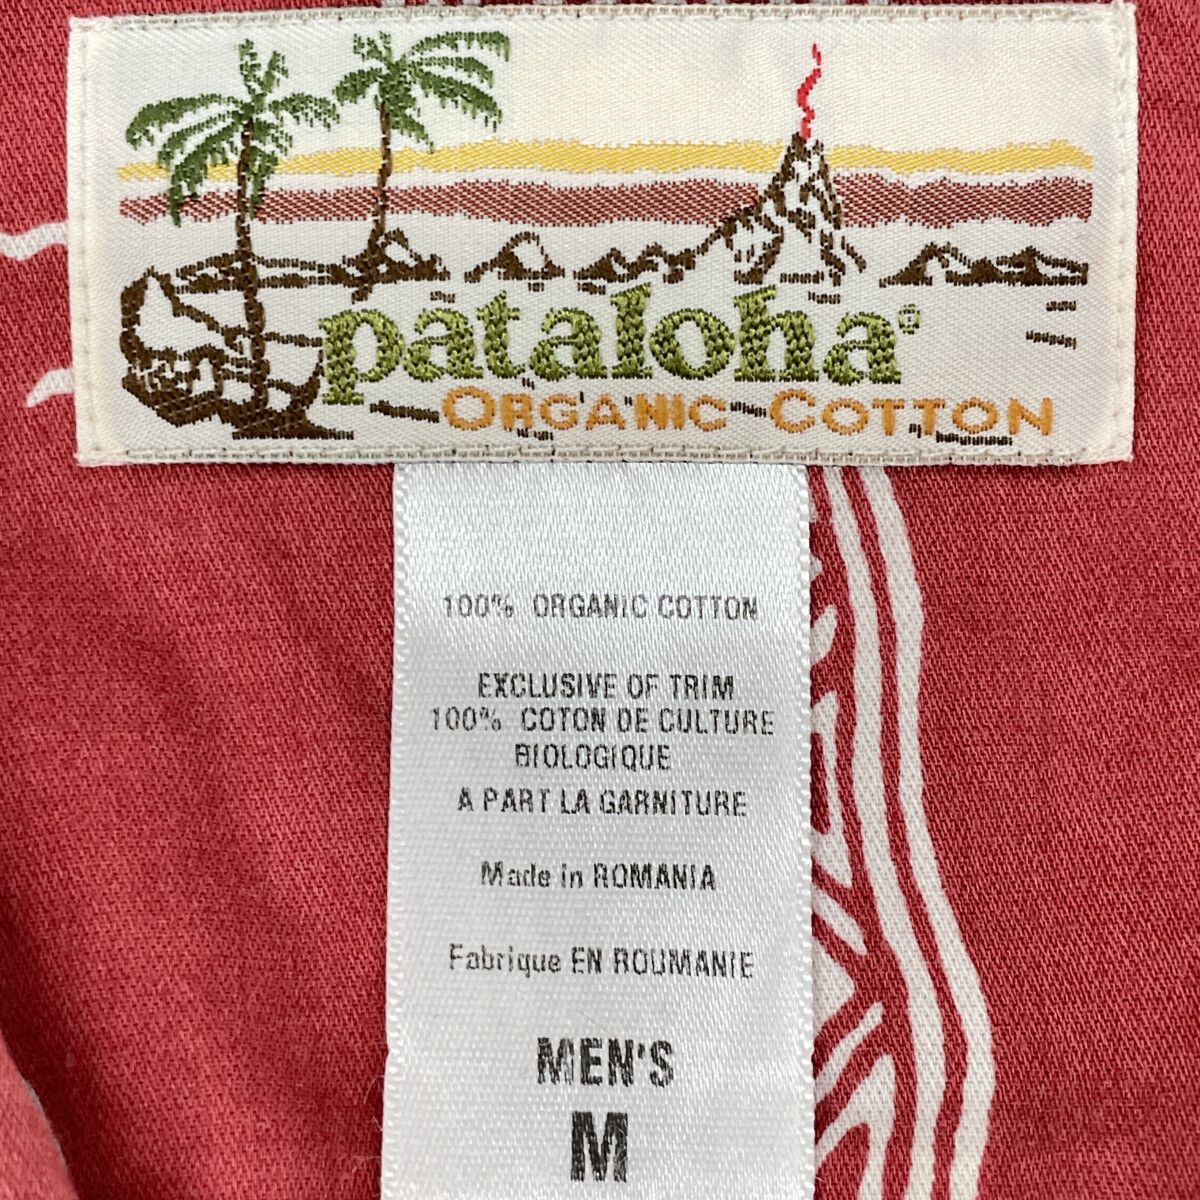 pataloha®
ORGANIC COTTON
100% ORGANIC COTTON
EXCLUSIVE OF TRIM
100% COTON DE CULTURE
BIOLOGIQUE
A PART LA GARNITURE
Made in ROMANIA
Fabrique EN ROUMANIE
MEN'S
M